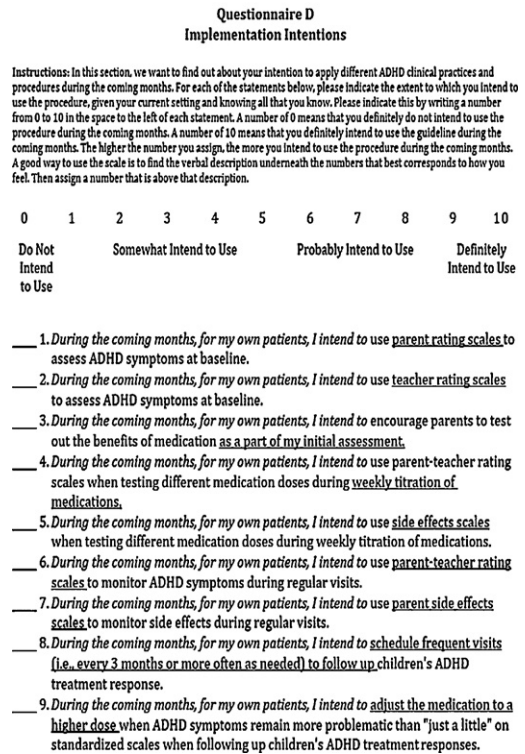 Questionnaire D
Implementation Intentions
Instructions: In this section, we want to find out about your intention to apply different ADHD clinical practices and
procedures during the coming months. For each of the statements below, please indicate the extent to which you intend to
use the procedure, given your current setting and knowing all that you know. Please indicate this by writing a number
from 0 to 10 in the space to the left of each statement. A number of 0 means that you definitely do not intend to use the
procedure during the coming months. A number of 10 means that you definitely intend to use the guideline during the
coming months. The higher the number you assign, the more you intend to use the procedure during the coming months.
A good way to use the scale is to find the verbal description underneath the numbers that best corresponds to how you
feel. Then assign a number that is above that description.
0 1 2 3 4 5 6 7 8 9 10
Do Not Somewhat Intend to Use Probably Intend to Use Definitely
Intend Intend to Use
to Use
____ 1. During the coming months, for my own patients, I intend to use parent rating scales to
assess ADHD symptoms at baseline.
____ 2. During the coming months, for my own patients, I intend to use teacher rating scales
to assess ADHD symptoms at baseline.
____ 3. During the coming months, for my own patients, I intend to encourage parents to test
out the benefits of medication as a part of my initial assessment.
____ 4. During the coming months, for my own patients, I intend to use parent-teacher rating
scales when testing different medication doses during weekly titration of
medications.
____ 5. During the coming months, for my own patients, I intend to use side effects scales
when testing different medication doses during weekly titration of medications.
____ 6. During the coming months, for my own patients, I intend to use parent-teacher rating
scales to monitor ADHD symptoms during regular visits.
____ 7. During the coming months, for my own patients, I intend to use parent side effects
scales to monitor side effects during regular visits.
____ 8. During the coming months, for my own patients, I intend to schedule frequent visits
(i.e., every 3 months or more often as needed) to follow up children's ADHD
treatment response.
____ 9. During the coming months, for my own patients, I intend to adjust the medication to a
higher dose when ADHD symptoms remain more problematic than "just a little" on
standardized scales when following up children's ADHD treatment responses.